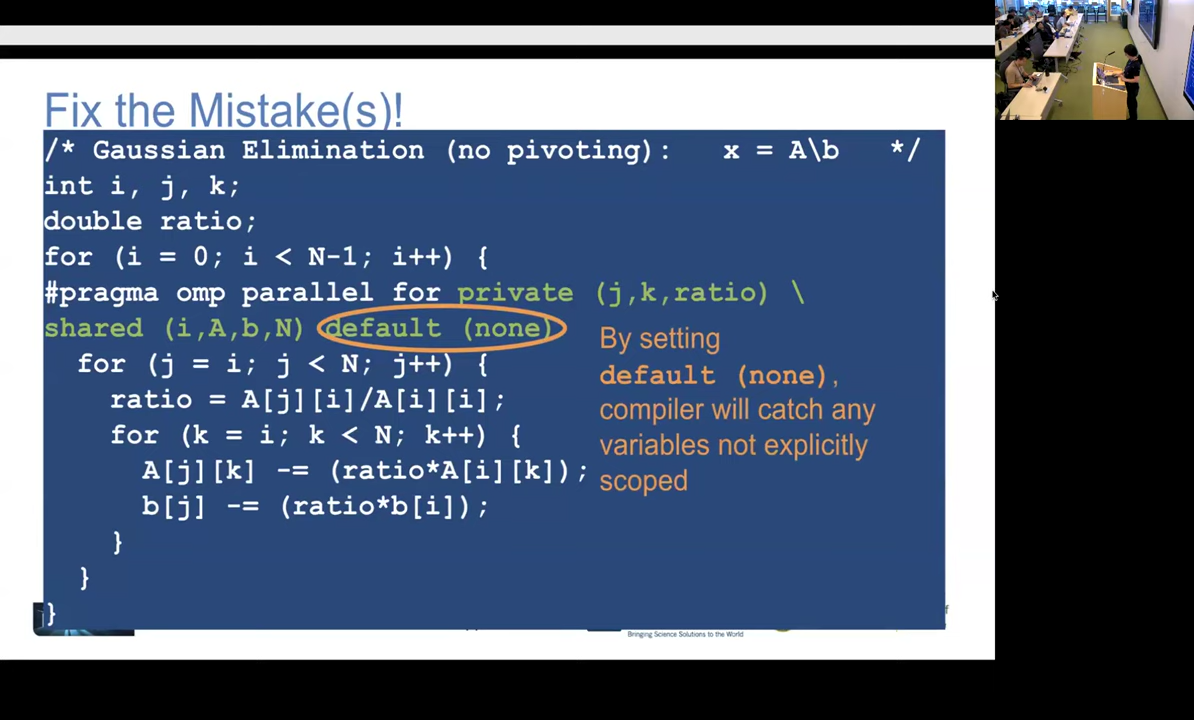 Fix the Mistake(s)!
/* Gaussian Elimination (no pivoting): x = A\b */
int i, j, k;
double ratio;
for (i = 0; i < N-1; i++) {
#pragma omp parallel for private (j,k,ratio) \
shared (i,A,b,N) default (none)
for (j = i; j < N; j++) {
ratio = A[j][i]/A[i][i];
for (k = i; k < N; k++) {
A[j][k] -= (ratio*A[i][k]);
b[j] -= (ratio*b[i]);
}
}
}
By setting
default (none),
compiler will catch any
variables not explicitly
scoped
Bringing Science Solutions to the World